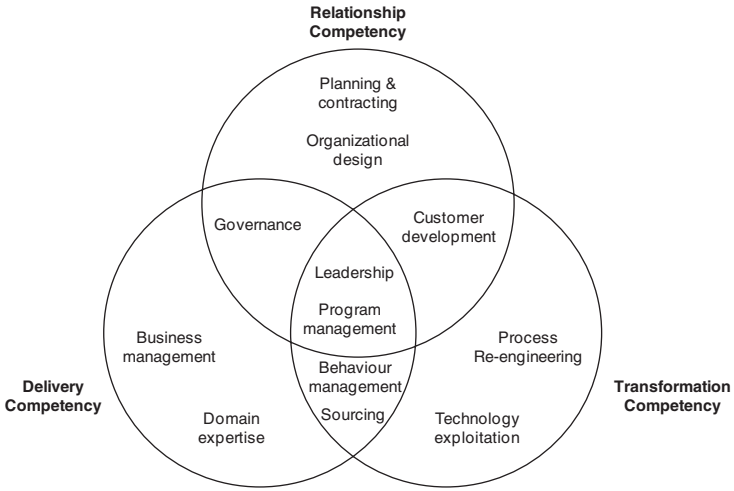 Relationship
Competency
Planning &
contracting
Organizational
design
Governance
Customer
development
Leadership
Program
management
Business
management
Process
Re-engineering
Behaviour
management
Delivery
Competency
Transformation
Competency
Domain
expertise
Sourcing
Technology
exploitation